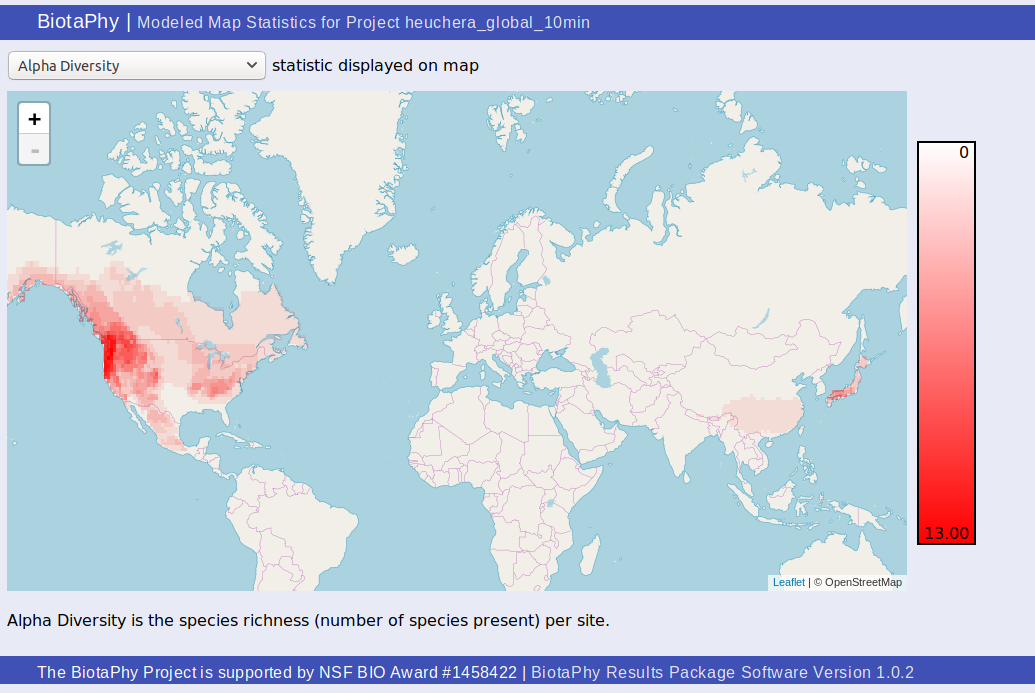 BiotaPhy | Modeled Map Statistics for Project heuchera_global_10min
Alpha Diversity statistic displayed on map
+
-
0
13.00
Leaflet | © OpenStreetMap
Alpha Diversity is the species richness (number of species present) per site.
The BiotaPhy Project is supported by NSF BIO Award #1458422 | BiotaPhy Results Package Software Version 1.0.2